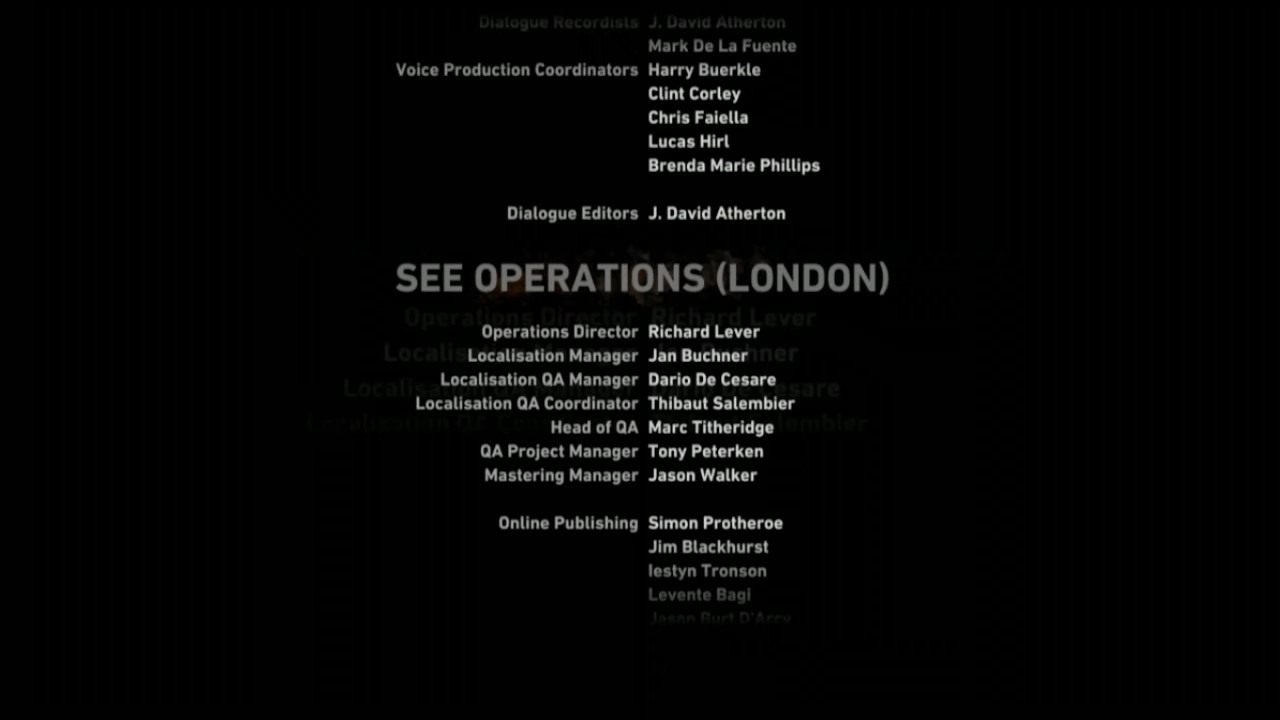 Dialogue Recordists J. David Atherton
Mark De La Fuente
Voice Production Coordinators Harry Buerkle
Clint Corley
Chris Faiella
Lucas Hirl
Brenda Marie Phillips
Dialogue Editors J. David Atherton
SEE OPERATIONS (LONDON)
Operations Director Richard Lever
Localisation Manager Jan Buchner
Localisation QA Manager Dario De Cesare
Localisation QA Coordinator Thibaut Salembier
Head of QA Marc Titheridge
QA Project Manager Tony Peterken
Mastering Manager Jason Walker
Online Publishing Simon Protheroe
Jim Blackhurst
Iestyn Tronson
Levente Bagi
Jason Burt D'Arcy